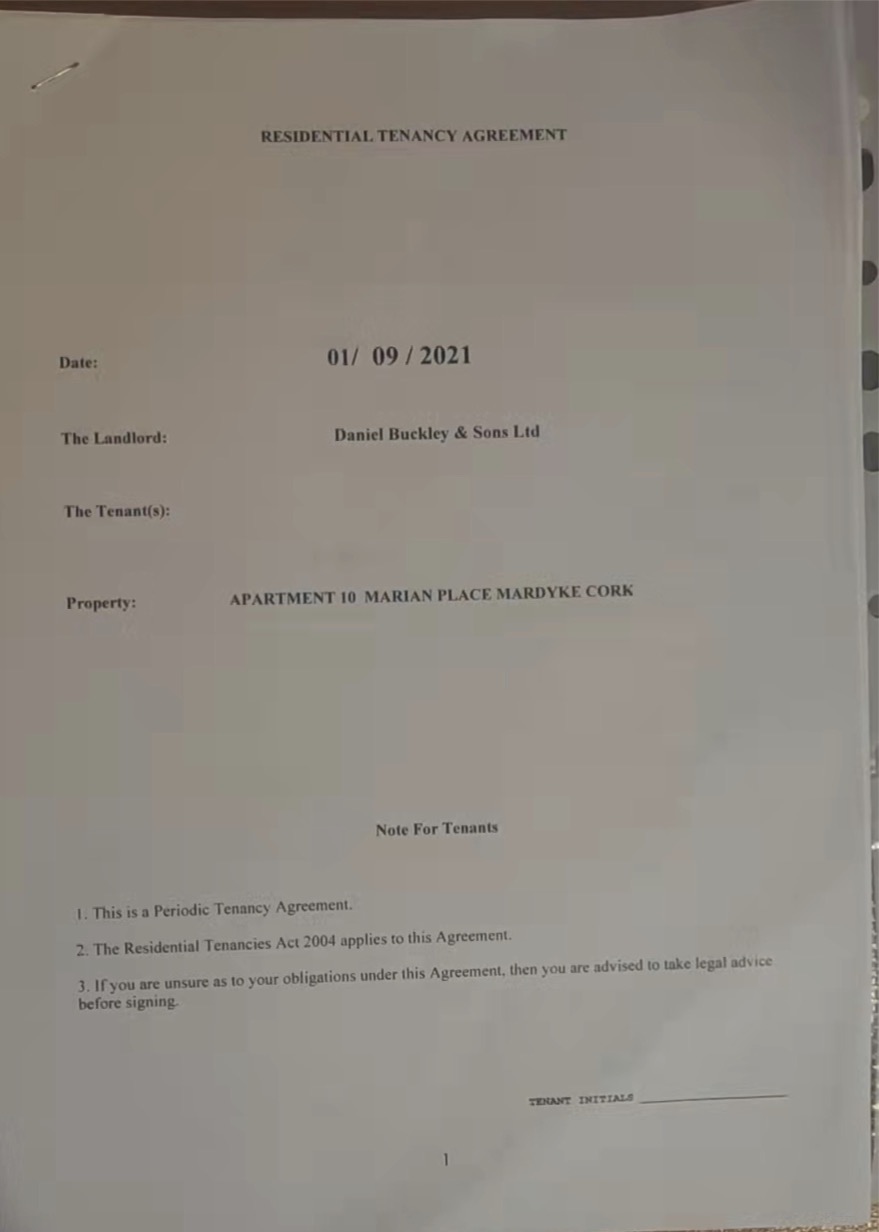 RESIDENTIAL TENANCY AGREEMENT
Date: 01/ 09 / 2021
The Landlord: Daniel Buckley & Sons Ltd
The Tenant(s):
Property: APARTMENT 10 MARIAN PLACE MARDYKE CORK
Note For Tenants
1. This is a Periodic Tenancy Agreement.
2. The Residential Tenancies Act 2004 applies to this Agreement.
3. If you are unsure as to your obligations under this Agreement, then you are advised to take legal advice
before signing.
TENANT INITIALS
1